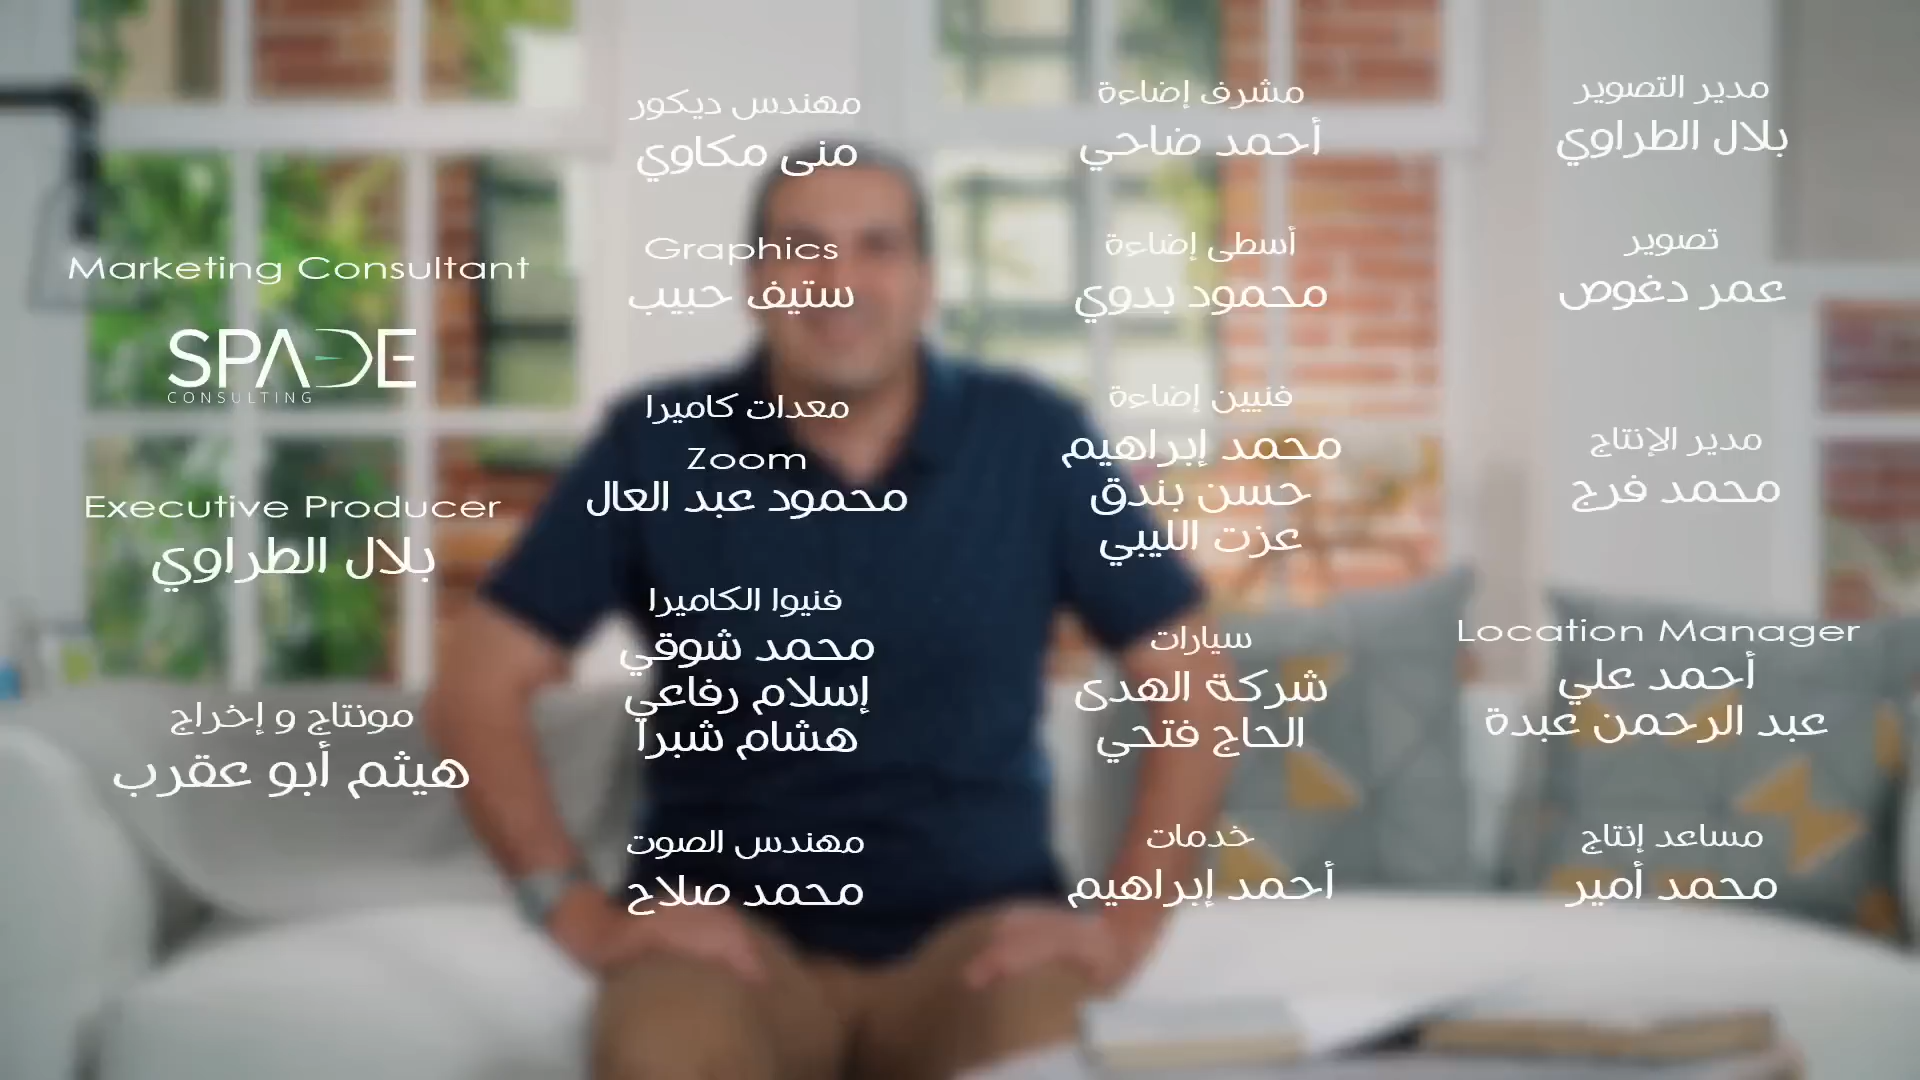 مدير التصوير
بلال الطراوي
تصوير
عمر دغوص
مدير الإنتاج
محمد فرج
Location Manager
أحمد علي
عبد الرحمن عبدة
مساعد إنتاج
محمد أمير
مشرف إضاءة
أحمد ضاحي
أسطى إضاءة
محمود بدوي
فنيين إضاءة
محمد إبراهيم
حسن بندق
عزت الليبي
سيارات
شركة الهدى
الحاج فتحي
خدمات
أحمد إبراهيم
مهندس ديكور
منى مكاوي
Graphics
ستيف حبيب
معدات كاميرا
Zoom
محمود عبد العال
فنيوا الكاميرا
محمد شوقي
إسلام رفاعي
هشام شبرا
مهندس الصوت
محمد صلاح
Marketing Consultant
SPADE
CONSULTING
Executive Producer
بلال الطراوي
مونتاج و إخراج
هيثم أبو عقرب